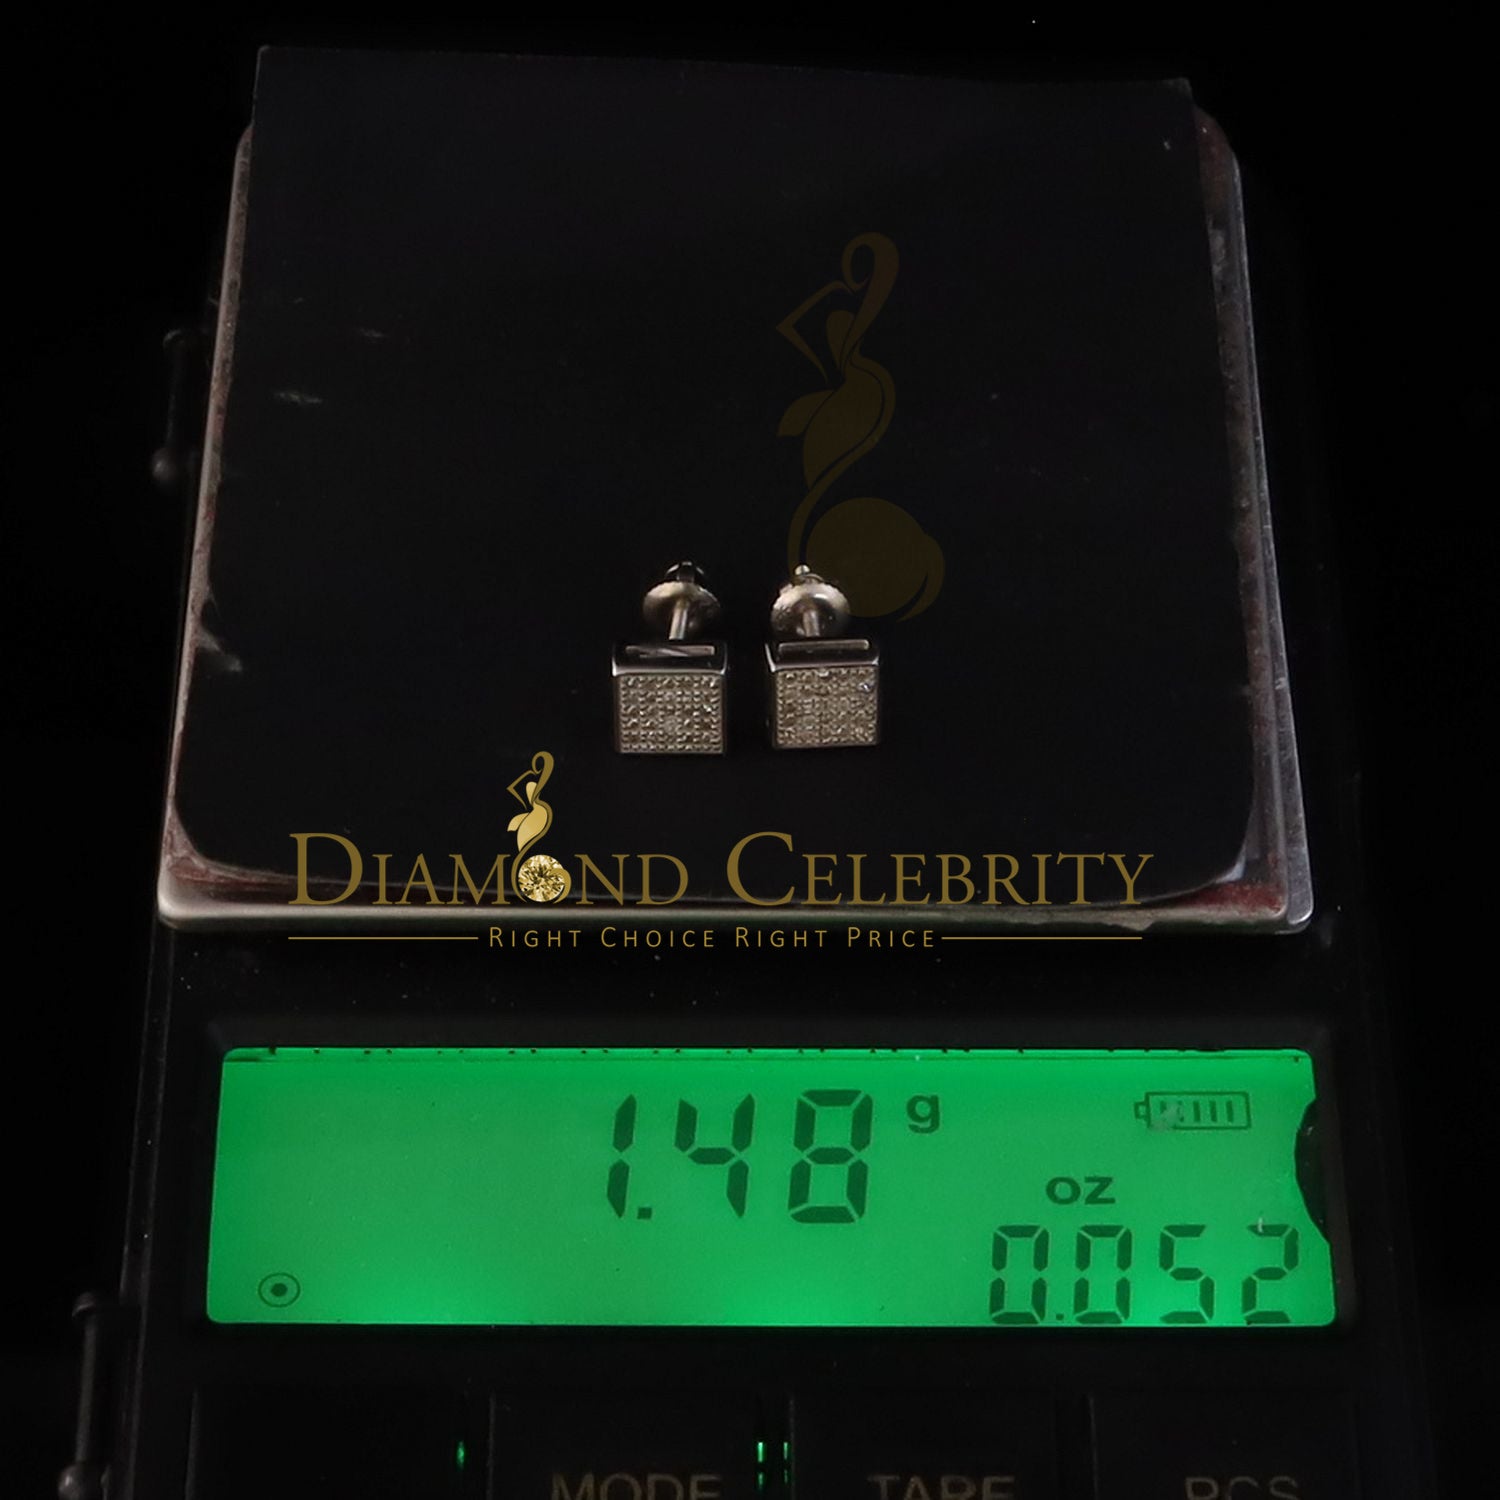 DIAMOND CELEBRITY
RIGHT CHOICE RIGHT PRICE
1.48 g
oz
0.052
MODE TARE PCS